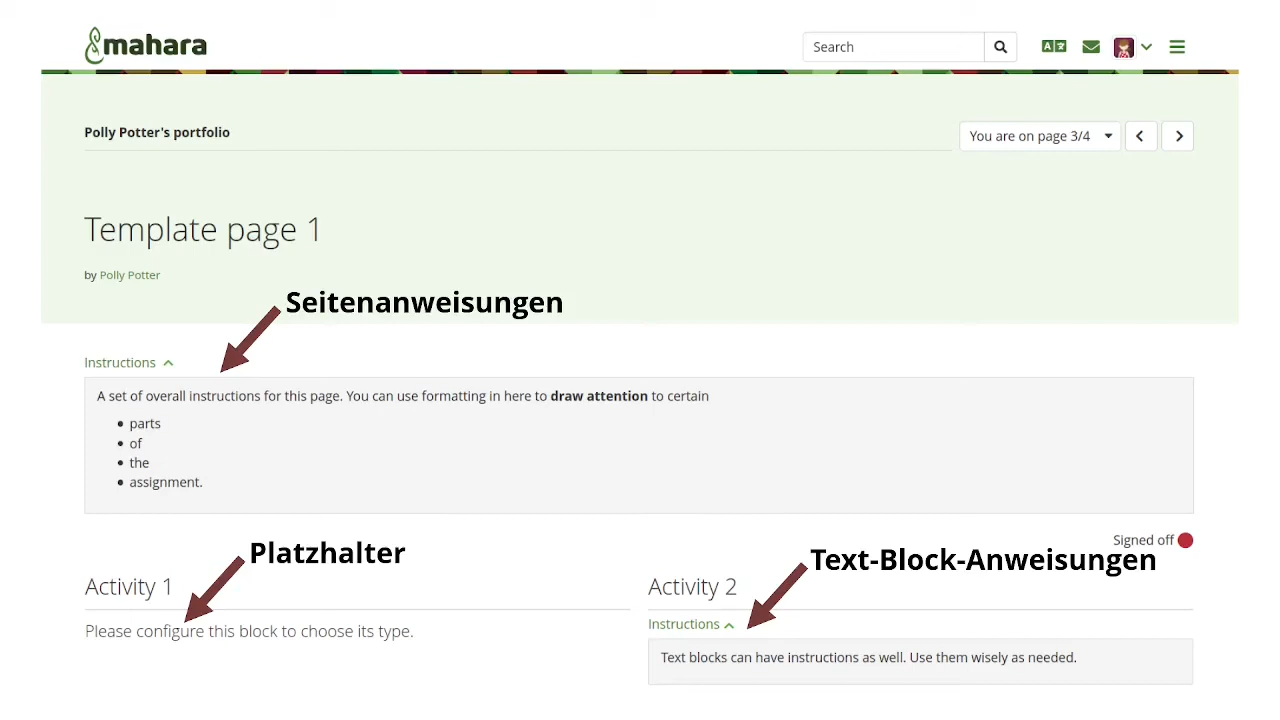 mahara
Search
Polly Potter's portfolio
You are on page 3/4
Template page 1
by Polly Potter
Seitenanweisungen
Instructions
A set of overall instructions for this page. You can use formatting in here to draw attention to certain
• parts
• of
• the
• assignment.
Signed off
Platzhalter
Text-Block-Anweisungen
Activity 1
Please configure this block to choose its type.
Activity 2
Instructions
Text blocks can have instructions as well. Use them wisely as needed.